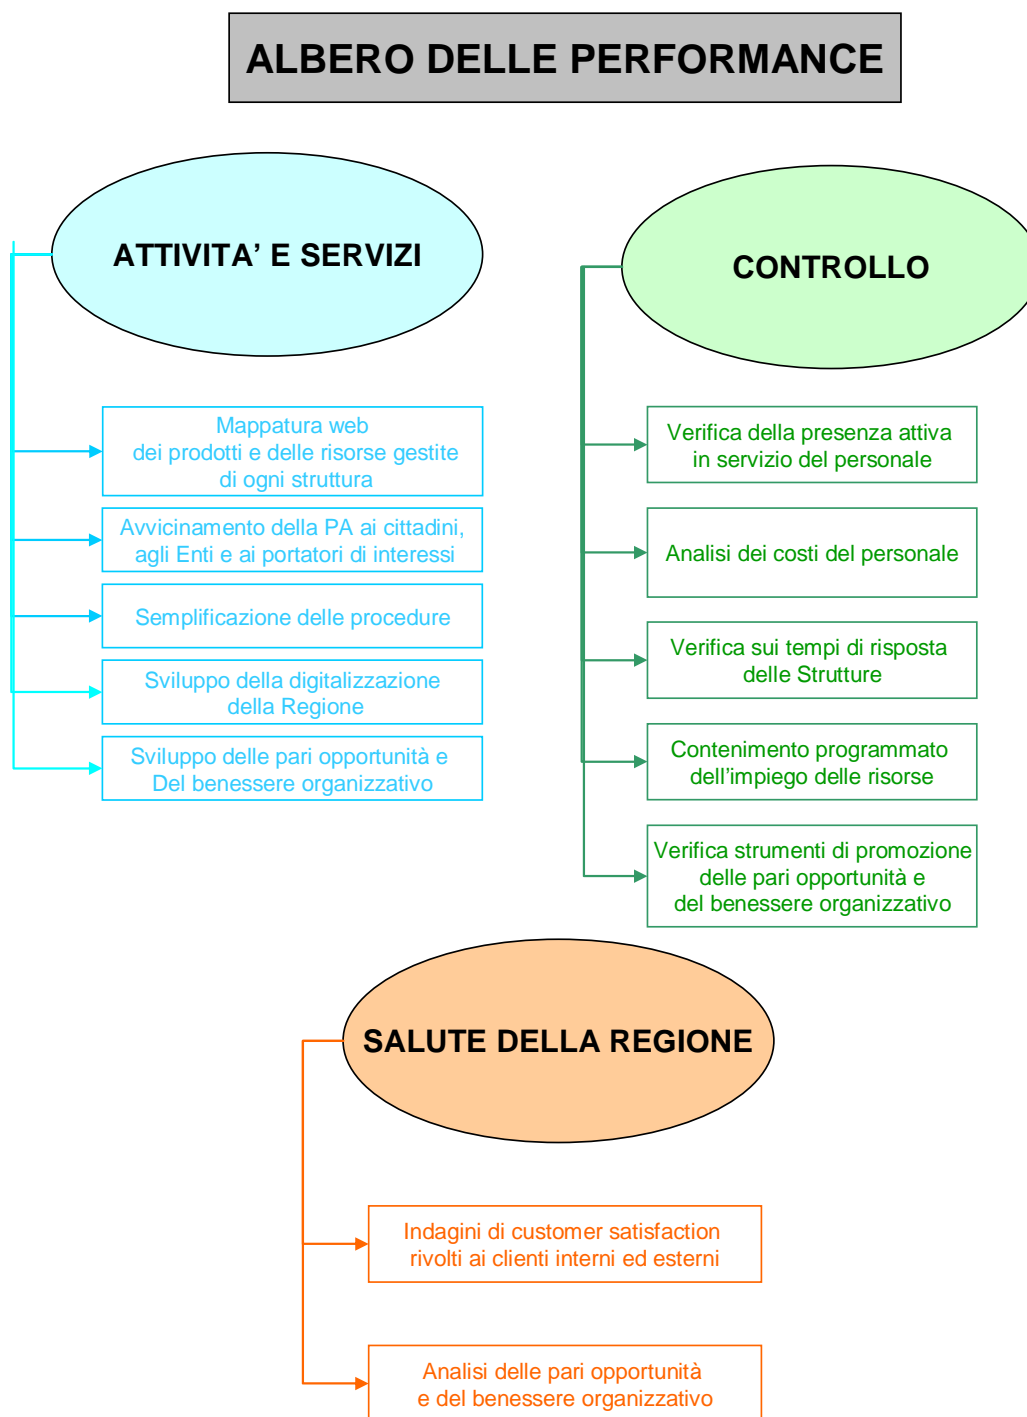 ALBERO DELLE PERFORMANCE
ATTIVITA’ E SERVIZI
Mappatura web
dei prodotti e delle risorse gestite
di ogni struttura
Avvicinamento della PA ai cittadini,
agli Enti e ai portatori di interessi
Semplificazione delle procedure
Sviluppo della digitalizzazione
della Regione
Sviluppo delle pari opportunità e
Del benessere organizzativo
CONTROLLO
Verifica della presenza attiva
in servizio del personale
Analisi dei costi del personale
Verifica sui tempi di risposta
delle Strutture
Contenimento programmato
dell’impiego delle risorse
Verifica strumenti di promozione
delle pari opportunità e
del benessere organizzativo
SALUTE DELLA REGIONE
Indagini di customer satisfaction
rivolti ai clienti interni ed esterni
Analisi delle pari opportunità
e del benessere organizzativo